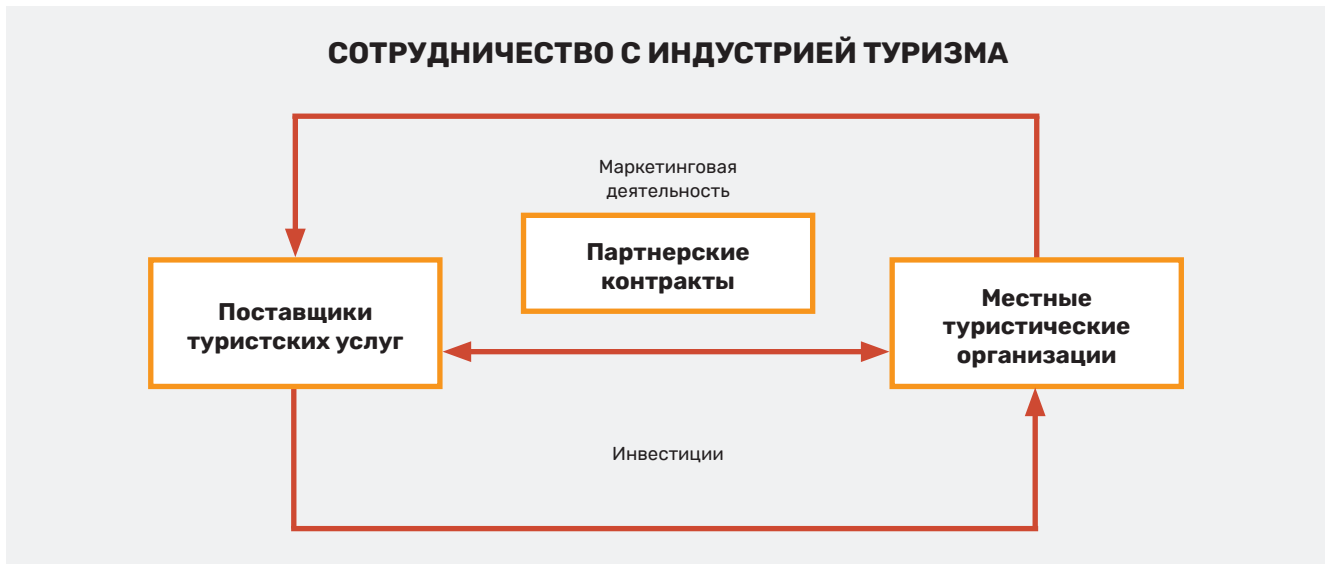 СОТРУДНИЧЕСТВО С ИНДУСТРИЕЙ ТУРИЗМА
Маркетинговая
деятельность
Партнерские
контракты
Поставщики
туристских услуг
Местные
туристические
организации
Инвестиции